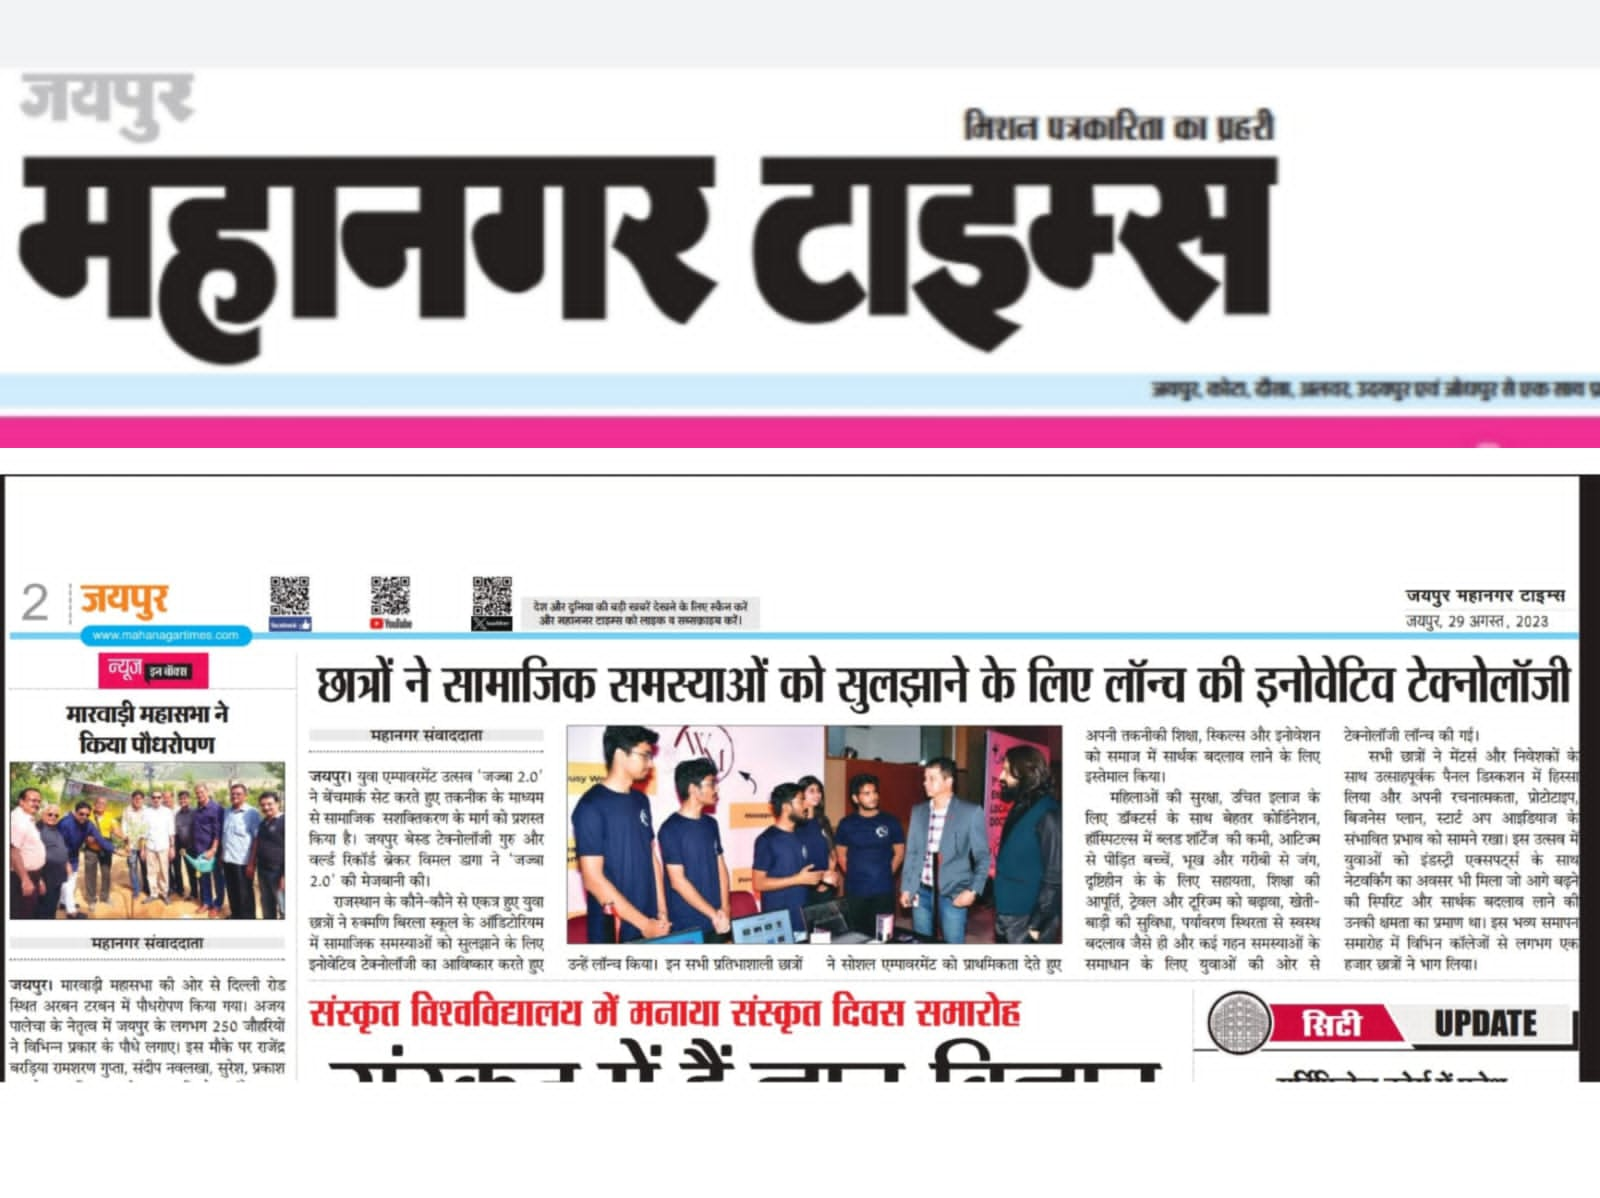 जयपुर
मिशन पत्रकारिता का प्रहरी
महानगर टाइम्स
जयपुर, कोटा, दौसा, अलवर, उदयपुर एवं जोधपुर से एक साथ
2
जयपुर
www.mahanagartimes.com
facebook
YouTube
X twitter
देश और दुनिया की बड़ी खबरें देखने के लिए स्कैन करें
और महानगर टाइम्स को लाइक व सब्सक्राइब करें।
जयपुर महानगर टाइम्स
जयपुर, 29 अगस्त, 2023
न्यूज इन बॉक्स
मारवाड़ी महासभा ने
किया पौधरोपण
महानगर संवाददाता
जयपुर। मारवाड़ी महासभा की ओर से दिल्ली रोड
स्थित अरबन टरबन में पौधरोपण किया गया। अजय
पालेचा के नेतृत्व में जयपुर के लगभग 250 जौहरियों
ने विभिन्न प्रकार के पौधे लगाए। इस मौके पर राजेंद्र
बरड़िया रामशरण गुप्ता, संदीप नवलखा, सुरेश, प्रकाश
छात्रों ने सामाजिक समस्याओं को सुलझाने के लिए लॉन्च की इनोवेटिव टेक्नोलॉजी
महानगर संवाददाता
जयपुर। युवा एम्पावरमेंट उत्सव ‘जज्बा 2.0’
ने बेंचमार्क सेट करते हुए तकनीक के माध्यम
से सामाजिक सशक्तिकरण के मार्ग को प्रशस्त
किया है। जयपुर बेस्ड टेक्नोलॉजी गुरु और
वर्ल्ड रिकॉर्ड ब्रेकर विमल डागा ने ‘जज्बा
2.0’ की मेजबानी की।
राजस्थान के कौने-कौने से एकत्र हुए युवा
छात्रों ने रुक्मणि बिरला स्कूल के ऑडिटोरियम
में सामाजिक समस्याओं को सुलझाने के लिए
इनोवेटिव टेक्नोलॉजी का आविष्कार करते हुए
उन्हें लॉन्च किया। इन सभी प्रतिभाशाली छात्रों
ने सोशल एम्पावरमेंट को प्राथमिकता देते हुए
अपनी तकनीकी शिक्षा, स्किल्स और इनोवेशन
को समाज में सार्थक बदलाव लाने के लिए
इस्तेमाल किया।
महिलाओं की सुरक्षा, उचित इलाज के
लिए डॉक्टर्स के साथ बेहतर कोर्डिनेशन,
हॉस्पिटल्स में ब्लड शॉर्टेज की कमी, आटिज्म
से पीड़ित बच्चें, भूख और गरीबी से जंग,
दृष्टिहीन के के लिए सहायता, शिक्षा की
आपूर्ति, ट्रेवल और टूरिज्म को बढ़ावा, खेती-
बाड़ी की सुविधा, पर्यावरण स्थिरता से स्वस्थ
बदलाव जैसे ही और कई गहन समस्याओं के
समाधान के लिए युवाओं की ओर से
टेक्नोलॉजी लॉन्च की गई।
सभी छात्रों ने मेंटर्स और निवेशकों के
साथ उत्साहपूर्वक पैनल डिस्कशन में हिस्सा
लिया और अपनी रचनात्मकता, प्रोटोटाइप,
बिजनेस प्लान, स्टार्ट अप आइडियाज के
संभावित प्रभाव को सामने रखा। इस उत्सव में
युवाओं को इंडस्ट्री एक्सपर्ट्स के साथ
नेटवर्किंग का अवसर भी मिला जो आगे बढ़ने
की स्पिरिट और सार्थक बदलाव लाने की
उनकी क्षमता का प्रमाण था। इस भव्य समापन
समारोह में विभिन कॉलेजों से लगभग एक
हजार छात्रों ने भाग लिया।
संस्कृत विश्वविद्यालय में मनाया संस्कृत दिवस समारोह
सिटी UPDATE